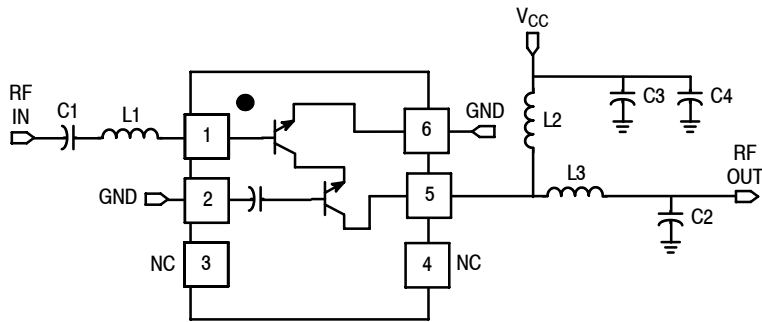 VCC
RF
IN
C1
L1
1
6
GND
L2
C3
C4
GND
2
5
L3
RF
OUT
C2
NC
3
4
NC